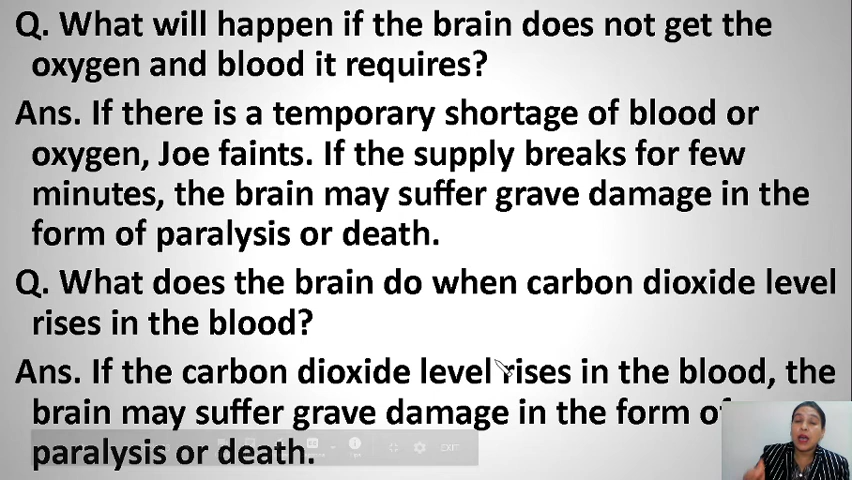 Q. What will happen if the brain does not get the
oxygen and blood it requires?
Ans. If there is a temporary shortage of blood or
oxygen, Joe faints. If the supply breaks for few
minutes, the brain may suffer grave damage in the
form of paralysis or death.
Q. What does the brain do when carbon dioxide level
rises in the blood?
Ans. If the carbon dioxide level rises in the blood, the
brain may suffer grave damage in the form of
paralysis or death.
EXIT